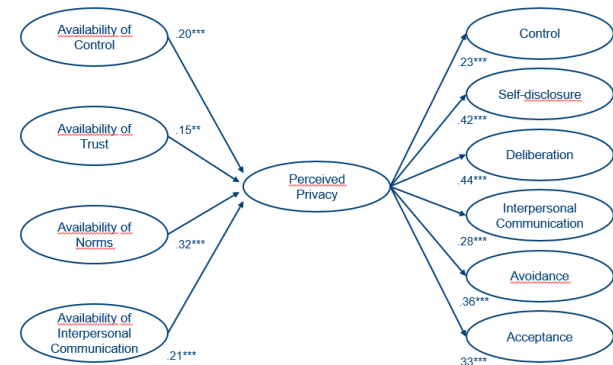 Availability of
Control
.20***
Availability of
Trust
.15**
Availability of
Norms
.32***
Availability of
Interpersonal
Communication
.21***
Perceived
Privacy
Control
.23***
Self-disclosure
.42***
Deliberation
.44***
Interpersonal
Communication
.28***
Avoidance
.36***
Acceptance
.33***